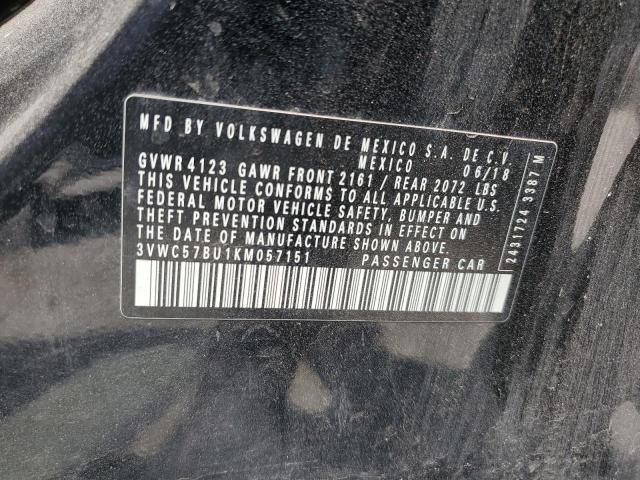 MFD BY VOLKSWAGEN DE MEXICO S.A. DE C.V
MEXICO 06/18
GVWR 4123 GAWR FRONT 2161 / REAR 2072 LBS
THIS VEHICLE CONFORMS TO ALL APPLICABLE U.S.
FEDERAL MOTOR VEHICLE SAFETY, BUMPER AND
THEFT PREVENTION STANDARDS IN EFFECT ON
THE DATE OF MANUFACTURE SHOWN ABOVE.
3VWC57BU1KM057151 PASSENGER CAR
2431724 3387 M